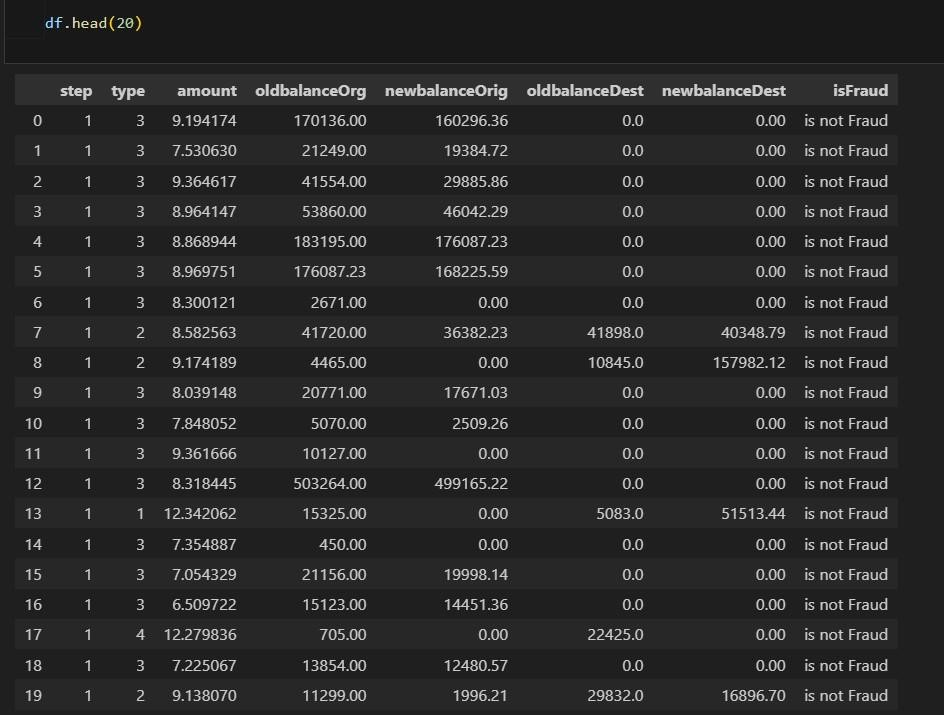 df.head(20)
step type amount oldbalanceOrg newbalanceOrig oldbalanceDest newbalanceDest isFraud
0 1 3 9.194174 170136.00 160296.36 0.0 0.00 is not Fraud
1 1 3 7.530630 21249.00 19384.72 0.0 0.00 is not Fraud
2 1 3 9.364617 41554.00 29885.86 0.0 0.00 is not Fraud
3 1 3 8.964147 53860.00 46042.29 0.0 0.00 is not Fraud
4 1 3 8.868944 183195.00 176087.23 0.0 0.00 is not Fraud
5 1 3 8.969751 176087.23 168225.59 0.0 0.00 is not Fraud
6 1 3 8.300121 2671.00 0.00 0.0 0.00 is not Fraud
7 1 2 8.582563 41720.00 36382.23 41898.0 40348.79 is not Fraud
8 1 2 9.174189 4465.00 0.00 10845.0 157982.12 is not Fraud
9 1 3 8.039148 20771.00 17671.03 0.0 0.00 is not Fraud
10 1 3 7.848052 5070.00 2509.26 0.0 0.00 is not Fraud
11 1 3 9.361666 10127.00 0.00 0.0 0.00 is not Fraud
12 1 3 8.318445 503264.00 499165.22 0.0 0.00 is not Fraud
13 1 1 12.342062 15325.00 0.00 5083.0 51513.44 is not Fraud
14 1 3 7.354887 450.00 0.00 0.0 0.00 is not Fraud
15 1 3 7.054329 21156.00 19998.14 0.0 0.00 is not Fraud
16 1 3 6.509722 15123.00 14451.36 0.0 0.00 is not Fraud
17 1 4 12.279836 705.00 0.00 22425.0 0.00 is not Fraud
18 1 3 7.225067 13854.00 12480.57 0.0 0.00 is not Fraud
19 1 2 9.138070 11299.00 1996.21 29832.0 16896.70 is not Fraud